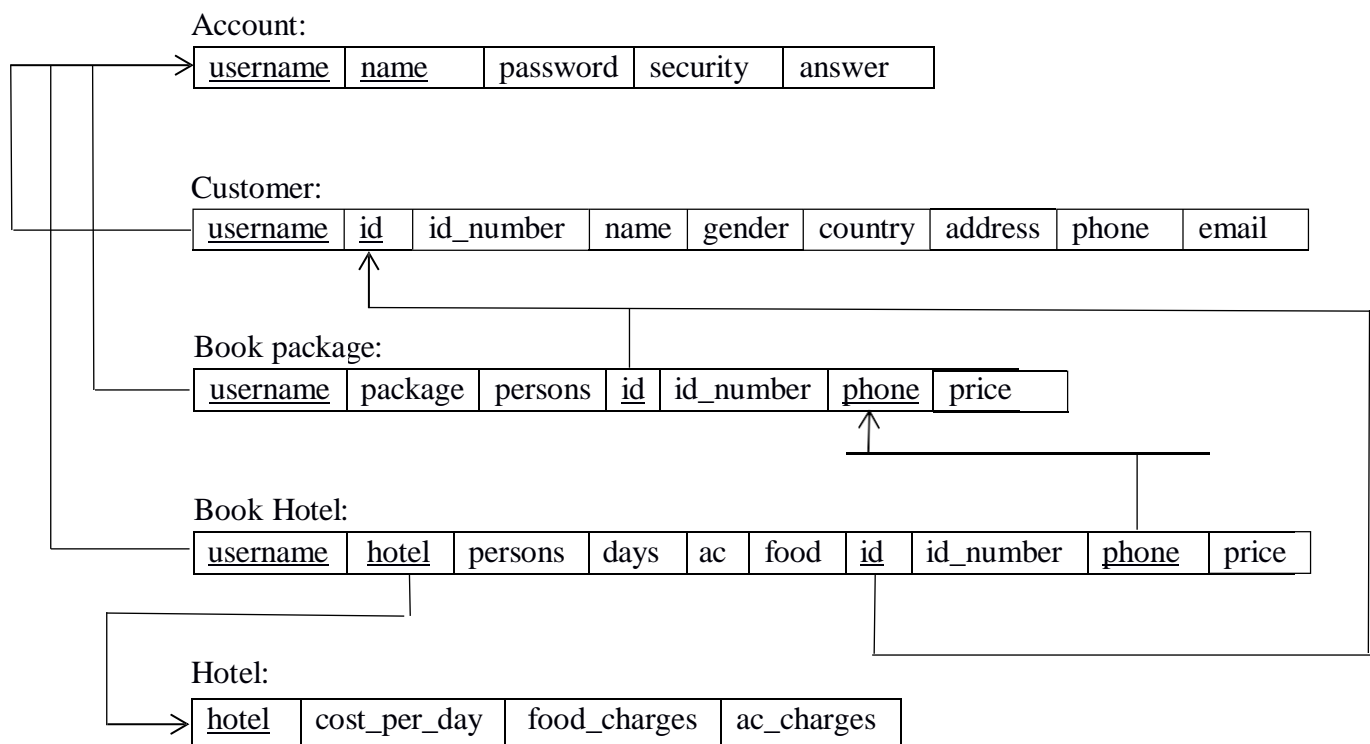 Account:
username name password security answer
Customer:
username id id_number name gender country address phone email
Book package:
username package persons id id_number phone price
Book Hotel:
username hotel persons days ac food id id_number phone price
Hotel:
hotel cost_per_day food_charges ac_charges